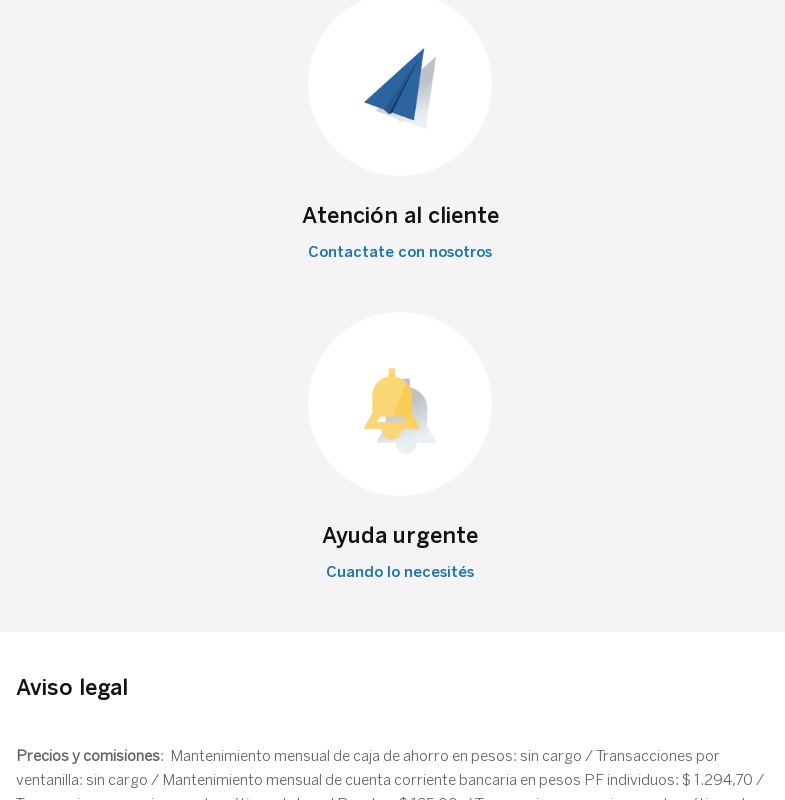 Atención al cliente
Contactate con nosotros
Ayuda urgente
Cuando lo necesités
Aviso legal
Precios y comisiones:  Mantenimiento mensual de caja de ahorro en pesos: sin cargo / Transacciones por
ventanilla: sin cargo / Mantenimiento mensual de cuenta corriente bancaria en pesos PF individuos: $ 1.294,70 /